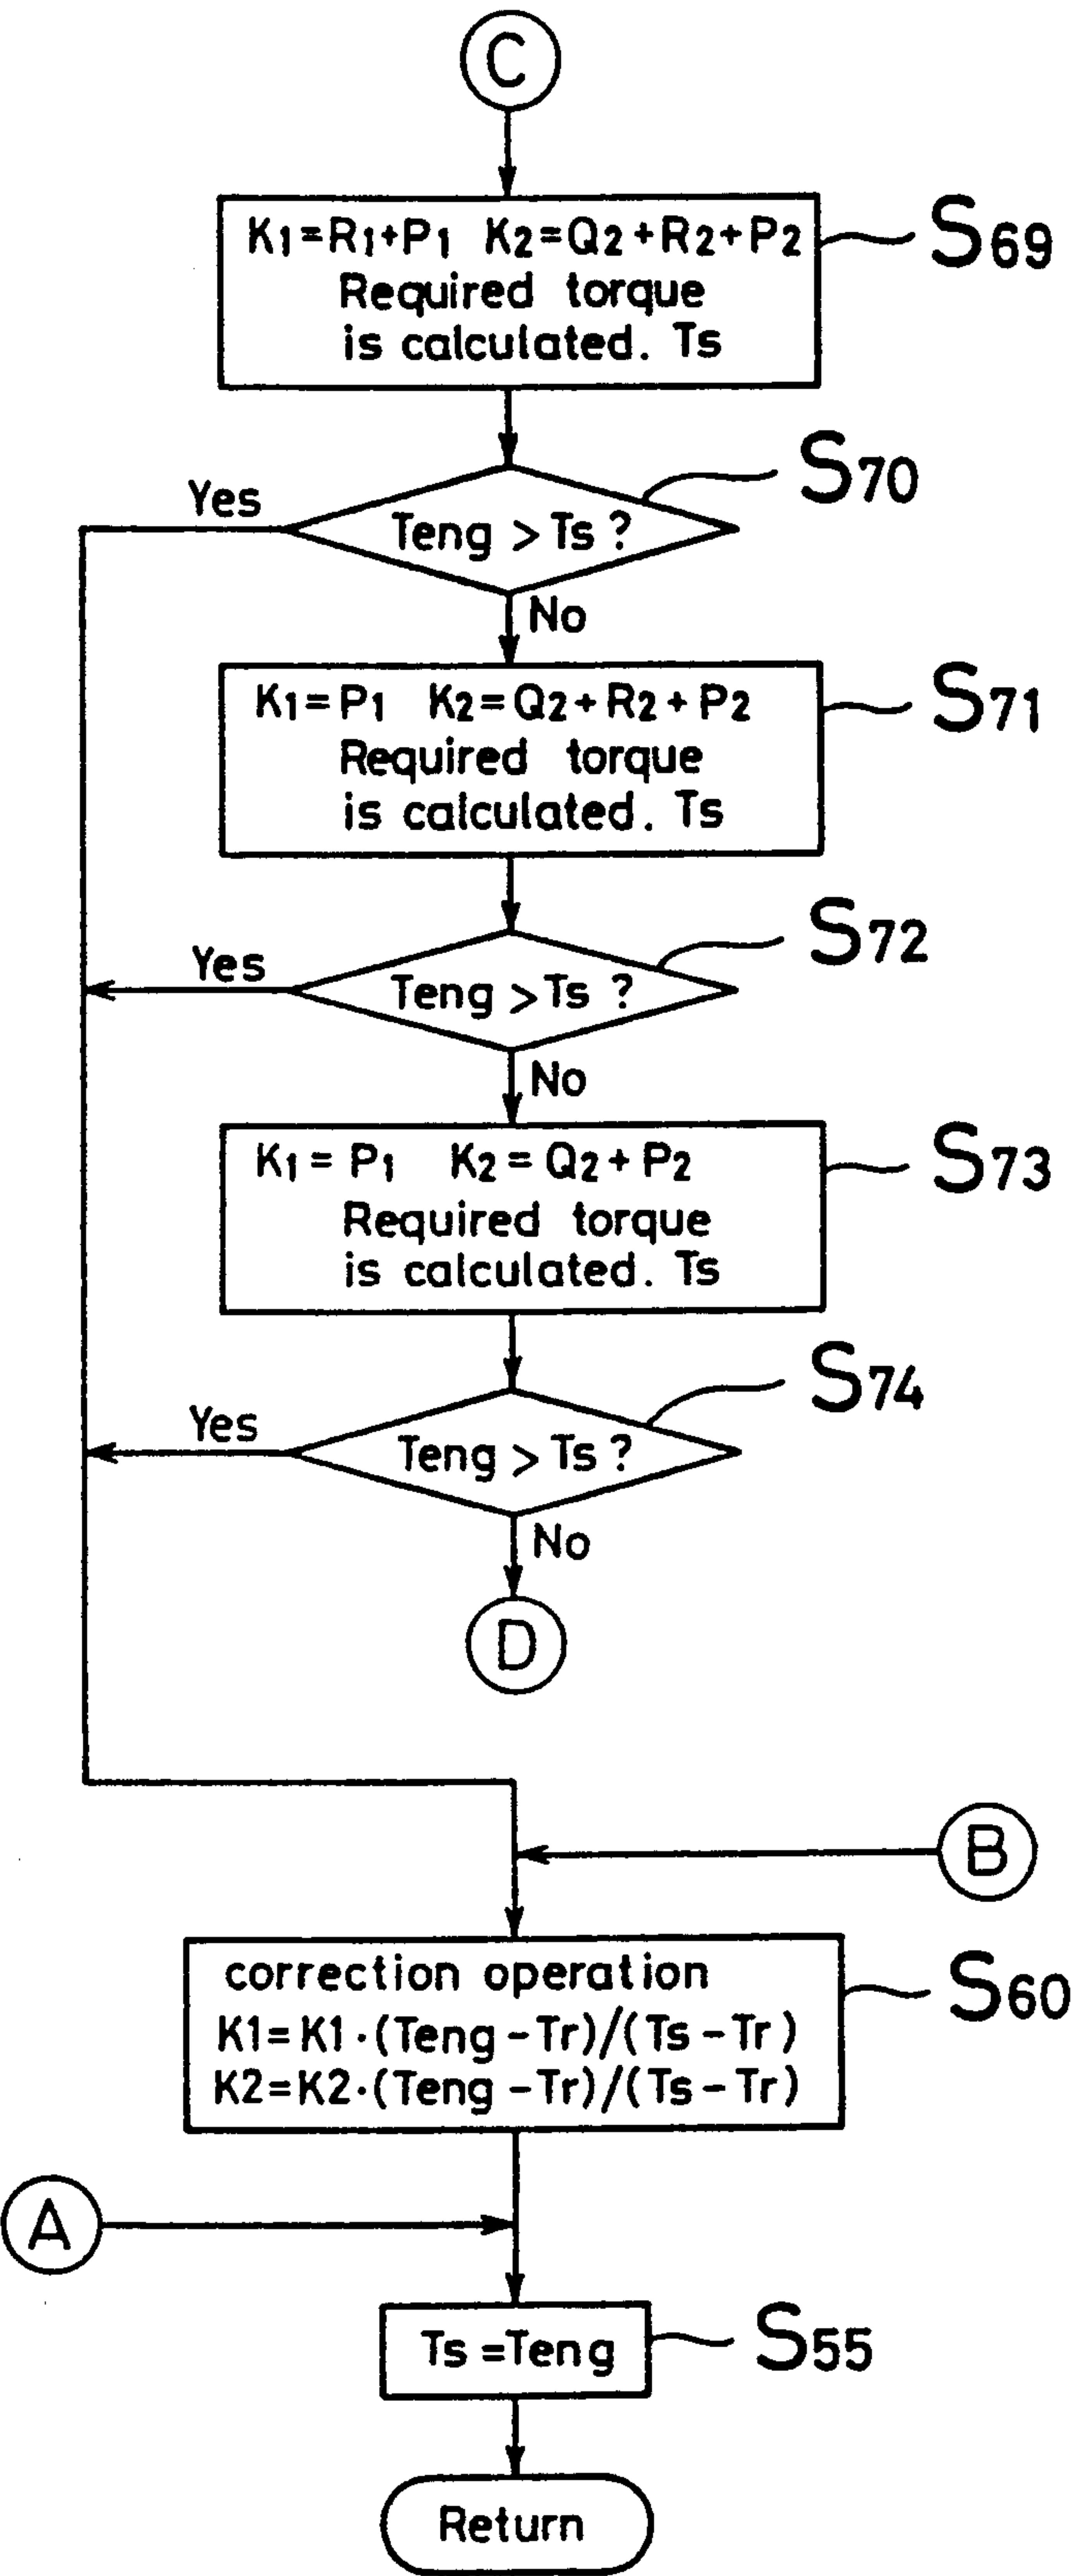 C
K1=R1+P1 K2=Q2+R2+P2
Required torque
is calculated. Ts
S69
S70
Yes
Teng > Ts ?
No
K1=P1 K2=Q2+R2+P2
Required torque
is calculated. Ts
S71
S72
Yes
Teng > Ts ?
No
K1=P1 K2=Q2+P2
Required torque
is calculated. Ts
S73
S74
Yes
Teng > Ts ?
No
D
B
correction operation
K1=K1·(Teng-Tr)/(Ts-Tr)
K2=K2·(Teng-Tr)/(Ts-Tr)
S60
A
Ts=Teng
S55
Return